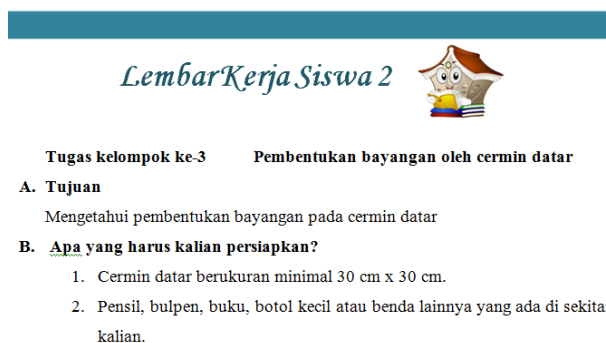 Lembar Kerja Siswa 2
Tugas kelompok ke-3 Pembentukan bayangan oleh cermin datar
A. Tujuan
Mengetahui pembentukan bayangan pada cermin datar
B. Apa yang harus kalian persiapkan?
1. Cermin datar berukuran minimal 30 cm x 30 cm.
2. Pensil, bulpen, buku, botol kecil atau benda lainnya yang ada di sekita
kalian.